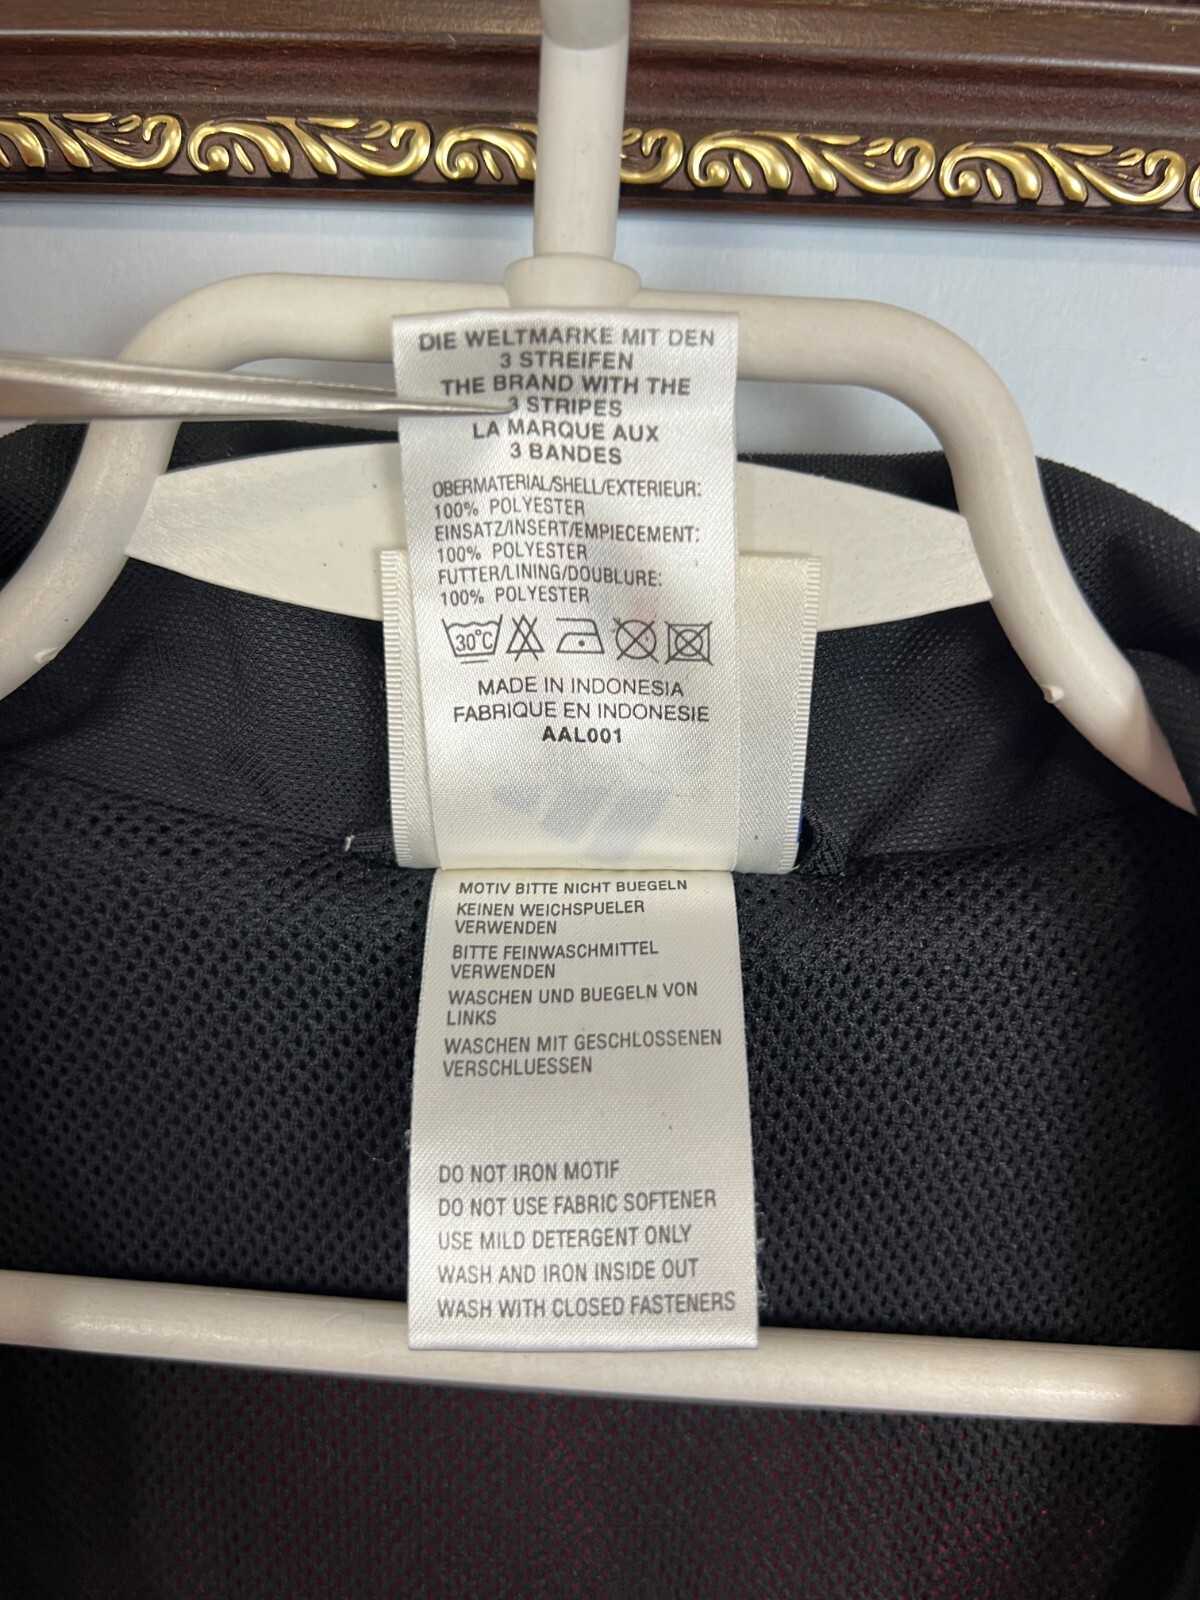 DIE WELTMARKE MIT DEN
3 STREIFEN
THE BRAND WITH THE
3 STRIPES
LA MARQUE AUX
3 BANDES
OBERMATERIAL/SHELL/EXTERIEUR:
100% POLYESTER
EINSATZ/INSERT/EMPIECEMENT:
100% POLYESTER
FUTTER/LINING/DOUBLURE:
100% POLYESTER
30°C
MADE IN INDONESIA
FABRIQUE EN INDONESIE
AAL001
MOTIV BITTE NICHT BUEGELN
KEINEN WEICHSPUELER
VERWENDEN
BITTE FEINWASCHMITTEL
VERWENDEN
WASCHEN UND BUEGELN VON
LINKS
WASCHEN MIT GESCHLOSSENEN
VERSCHLUESSEN
DO NOT IRON MOTIF
DO NOT USE FABRIC SOFTENER
USE MILD DETERGENT ONLY
WASH AND IRON INSIDE OUT
WASH WITH CLOSED FASTENERS